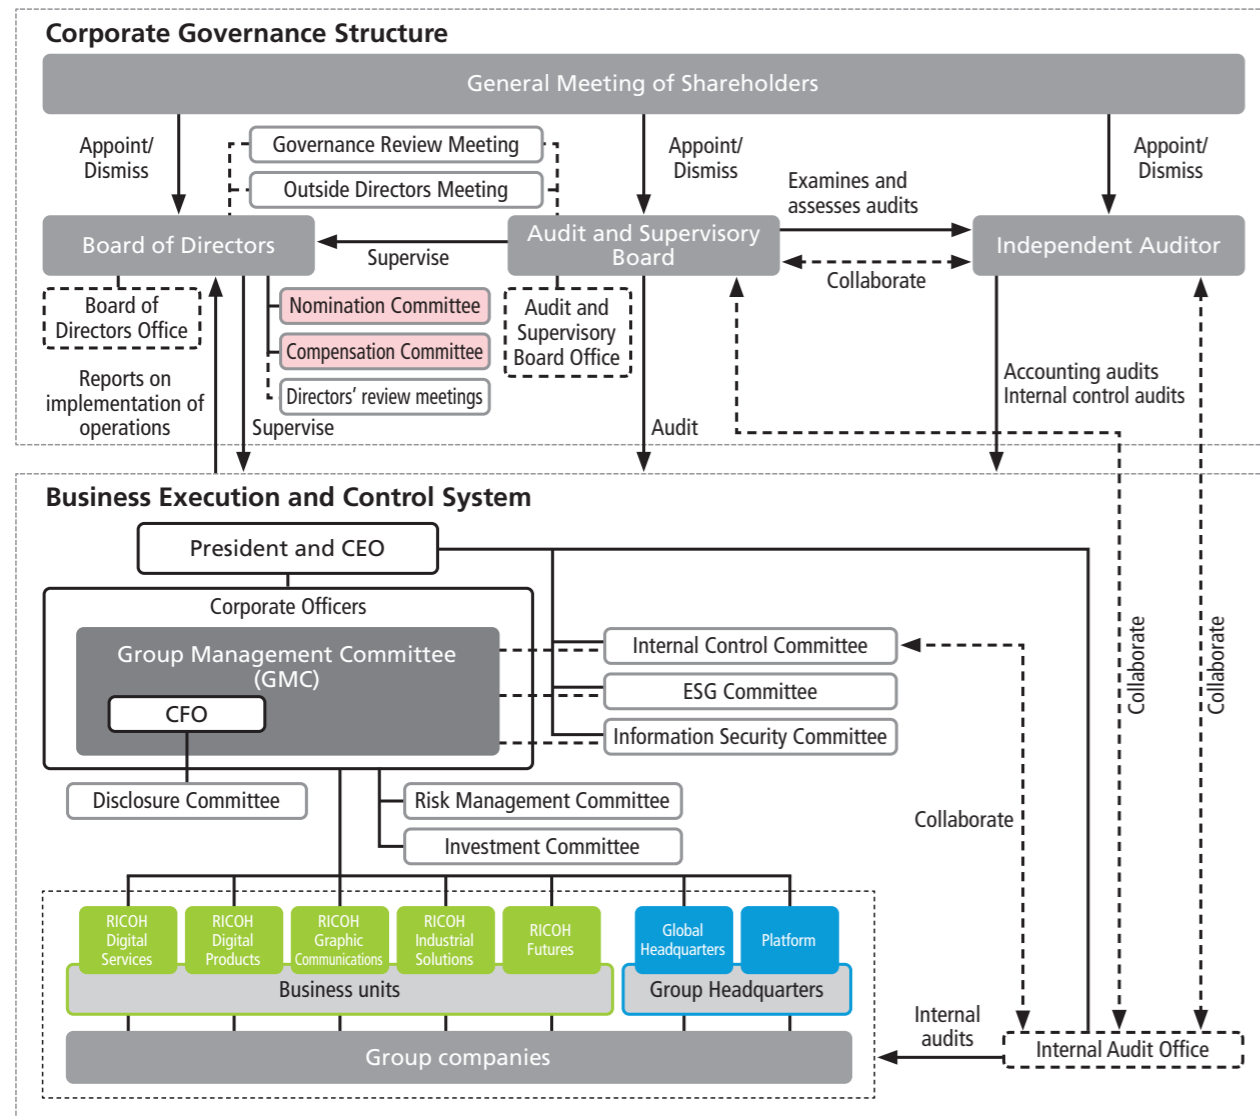 Corporate Governance Structure
General Meeting of Shareholders
Appoint/
Dismiss
Governance Review Meeting
Outside Directors Meeting
Appoint/
Dismiss
Appoint/
Dismiss
Examines and
assesses audits
Board of Directors
Supervise
Audit and Supervisory
Board
Collaborate
Independent Auditor
Board of
Directors Office
Nomination Committee
Compensation Committee
Directors’ review meetings
Audit and
Supervisory
Board Office
Reports on
implementation of
operations
Supervise
Audit
Accounting audits
Internal control audits
Business Execution and Control System
President and CEO
Corporate Officers
Group Management Committee
(GMC)
CFO
Internal Control Committee
ESG Committee
Information Security Committee
Collaborate
Collaborate
Disclosure Committee
Risk Management Committee
Investment Committee
Collaborate
RICOH
Digital
Services
RICOH
Digital
Products
RICOH
Graphic
Communications
RICOH
Industrial
Solutions
RICOH
Futures
Global
Headquarters
Platform
Business units
Group Headquarters
Group companies
Internal
audits
Internal Audit Office